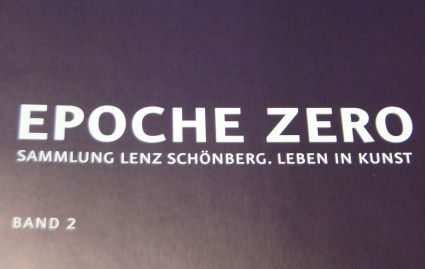 EPOCHE ZERO
SAMMLUNG LENZ SCHÖNBERG. LEBEN IN KUNST
BAND 2